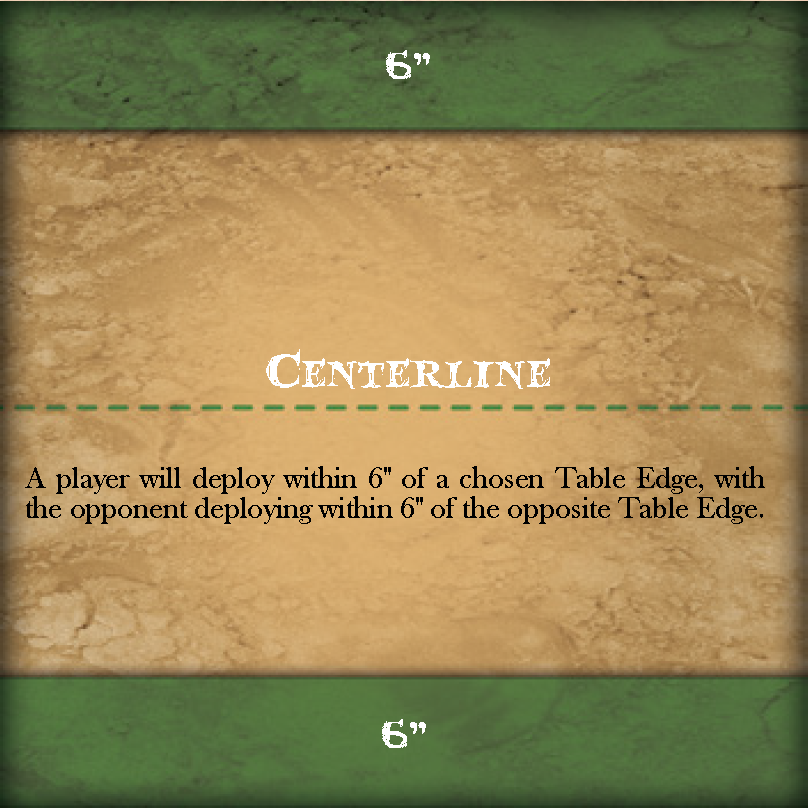 6”
Centerline
A player will deploy within 6" of a chosen Table Edge, with
the opponent deploying within 6" of the opposite Table Edge.
6”